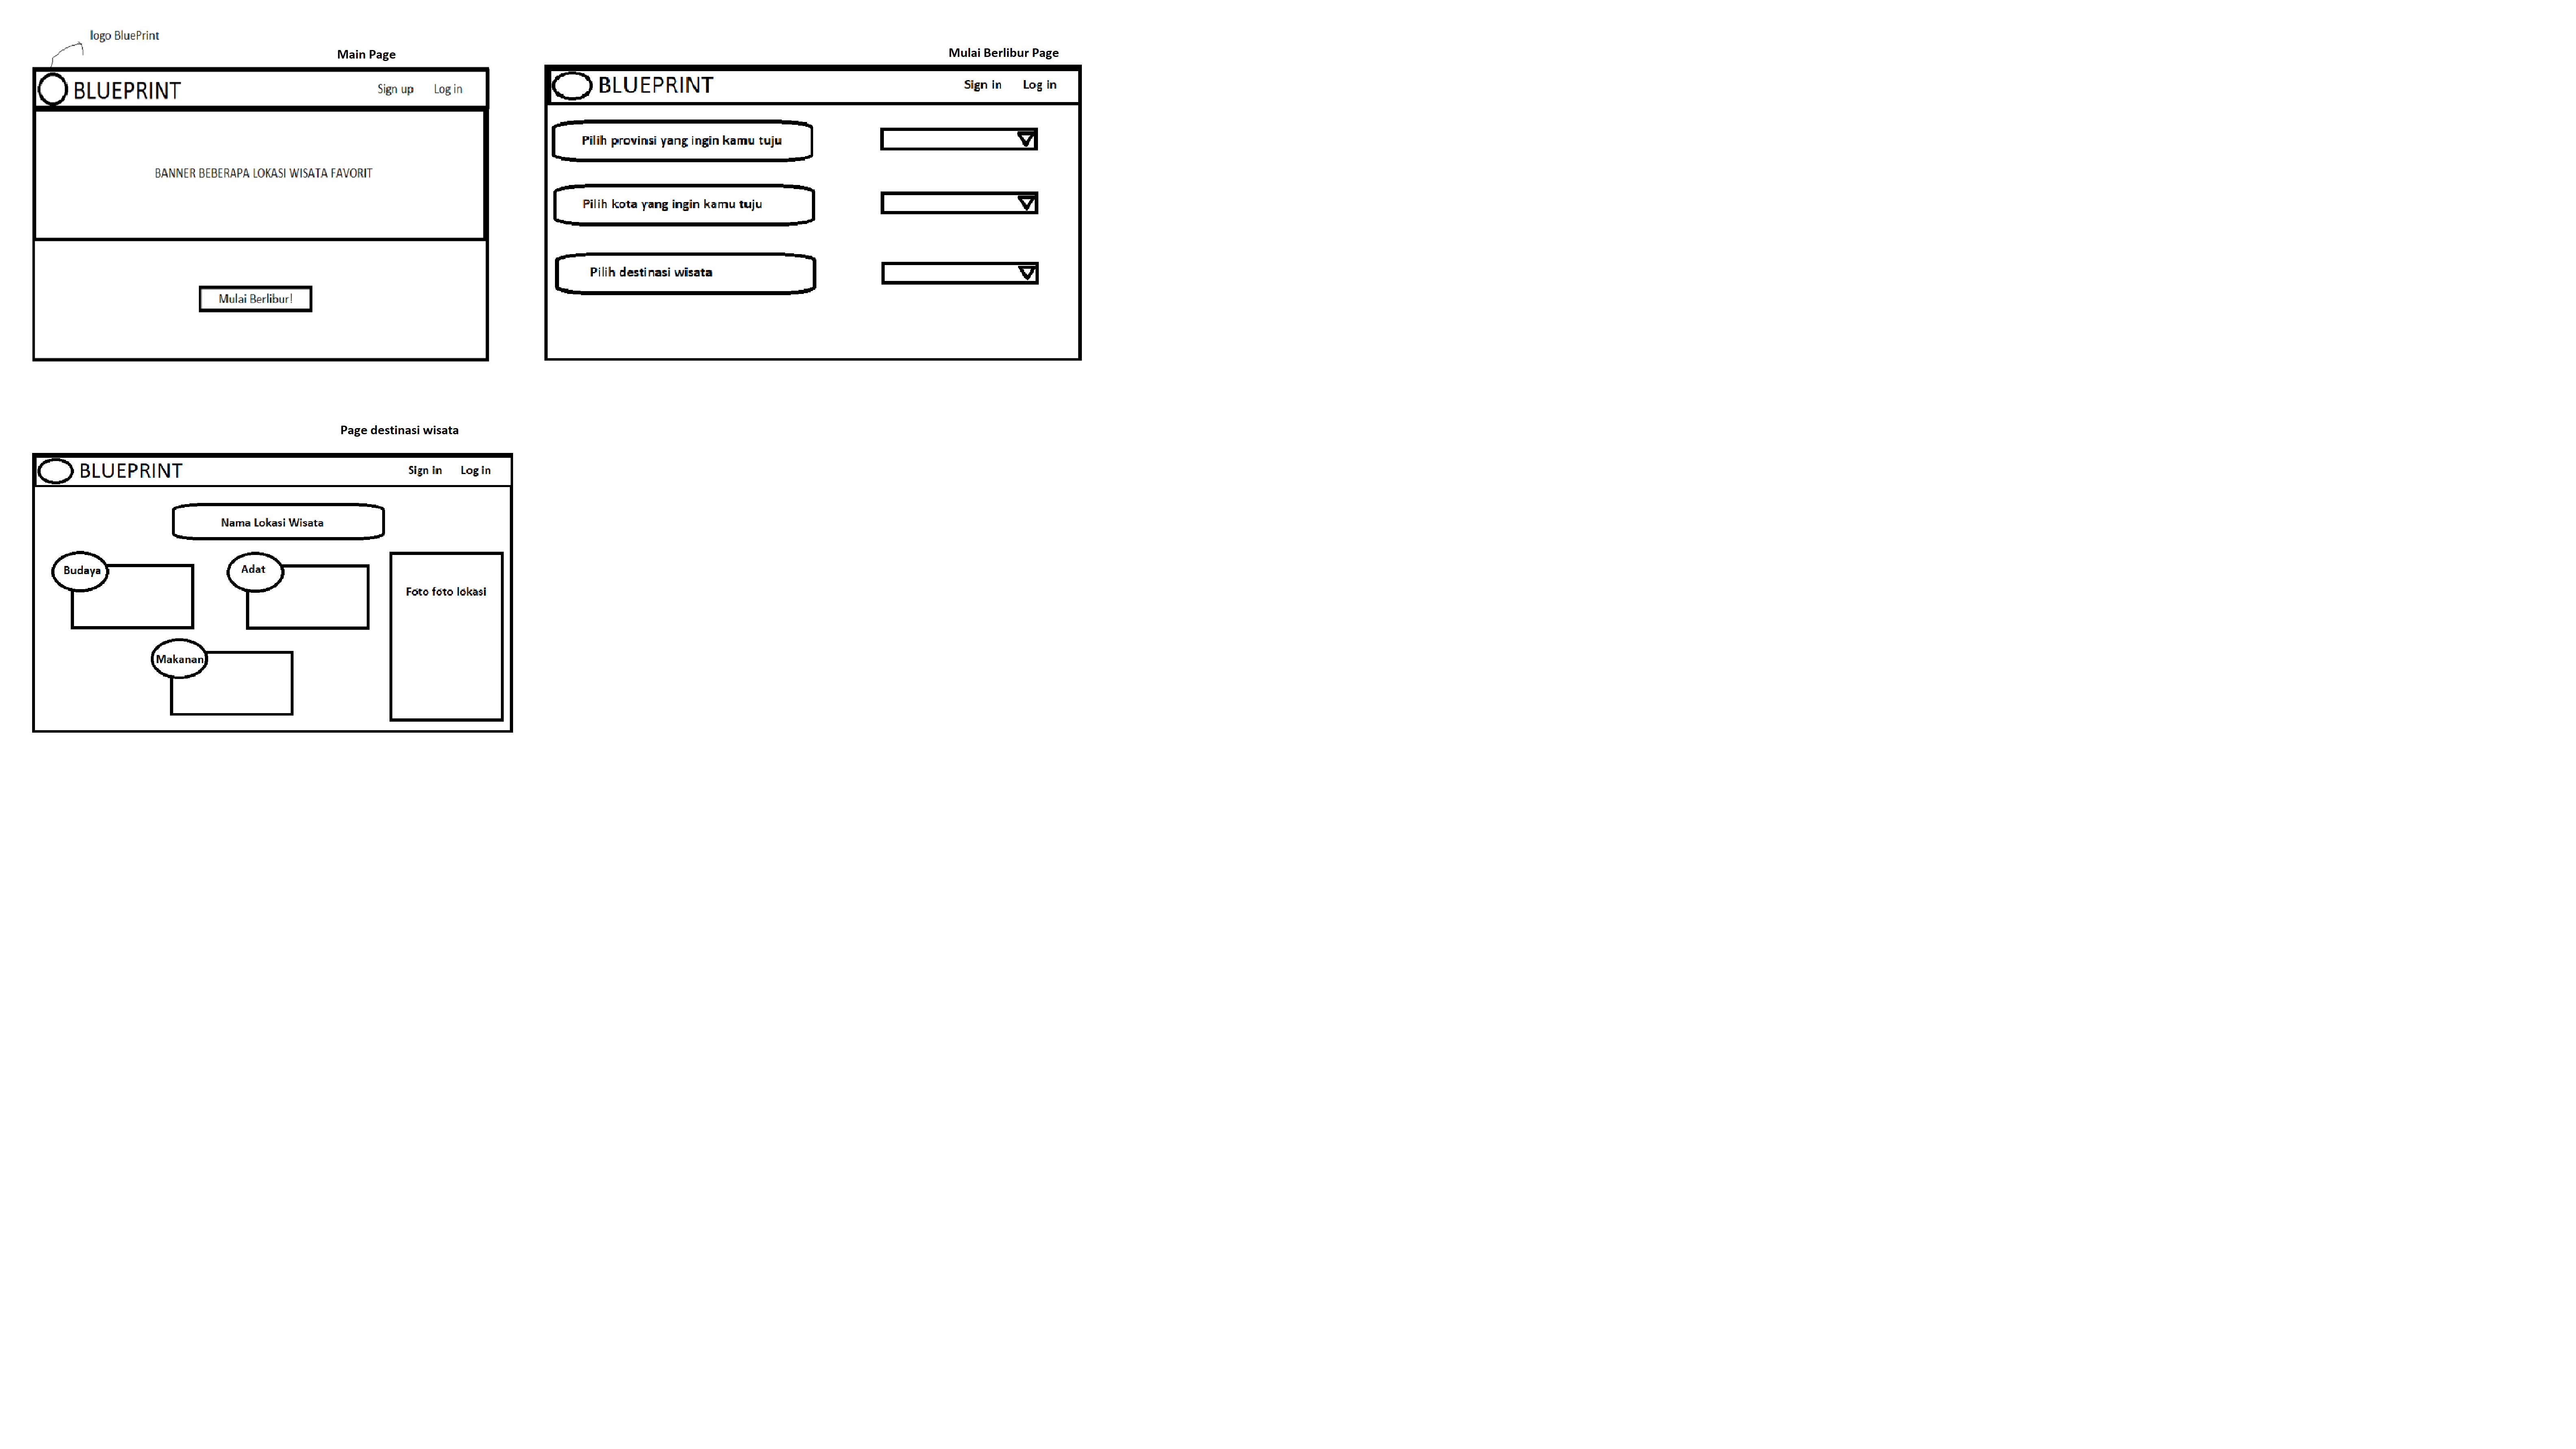 logo BluePrint
Main Page
BLUEPRINT
Sign up
Log in
BANNER BEBERAPA LOKASI WISATA FAVORIT
Mulai Berlibur!
Mulai Berlibur Page
BLUEPRINT
Sign in
Log in
Pilih provinsi yang ingin kamu tuju
Pilih kota yang ingin kamu tuju
Pilih destinasi wisata
Page destinasi wisata
BLUEPRINT
Sign in
Log in
Nama Lokasi Wisata
Budaya
Adat
Foto foto lokasi
Makanan